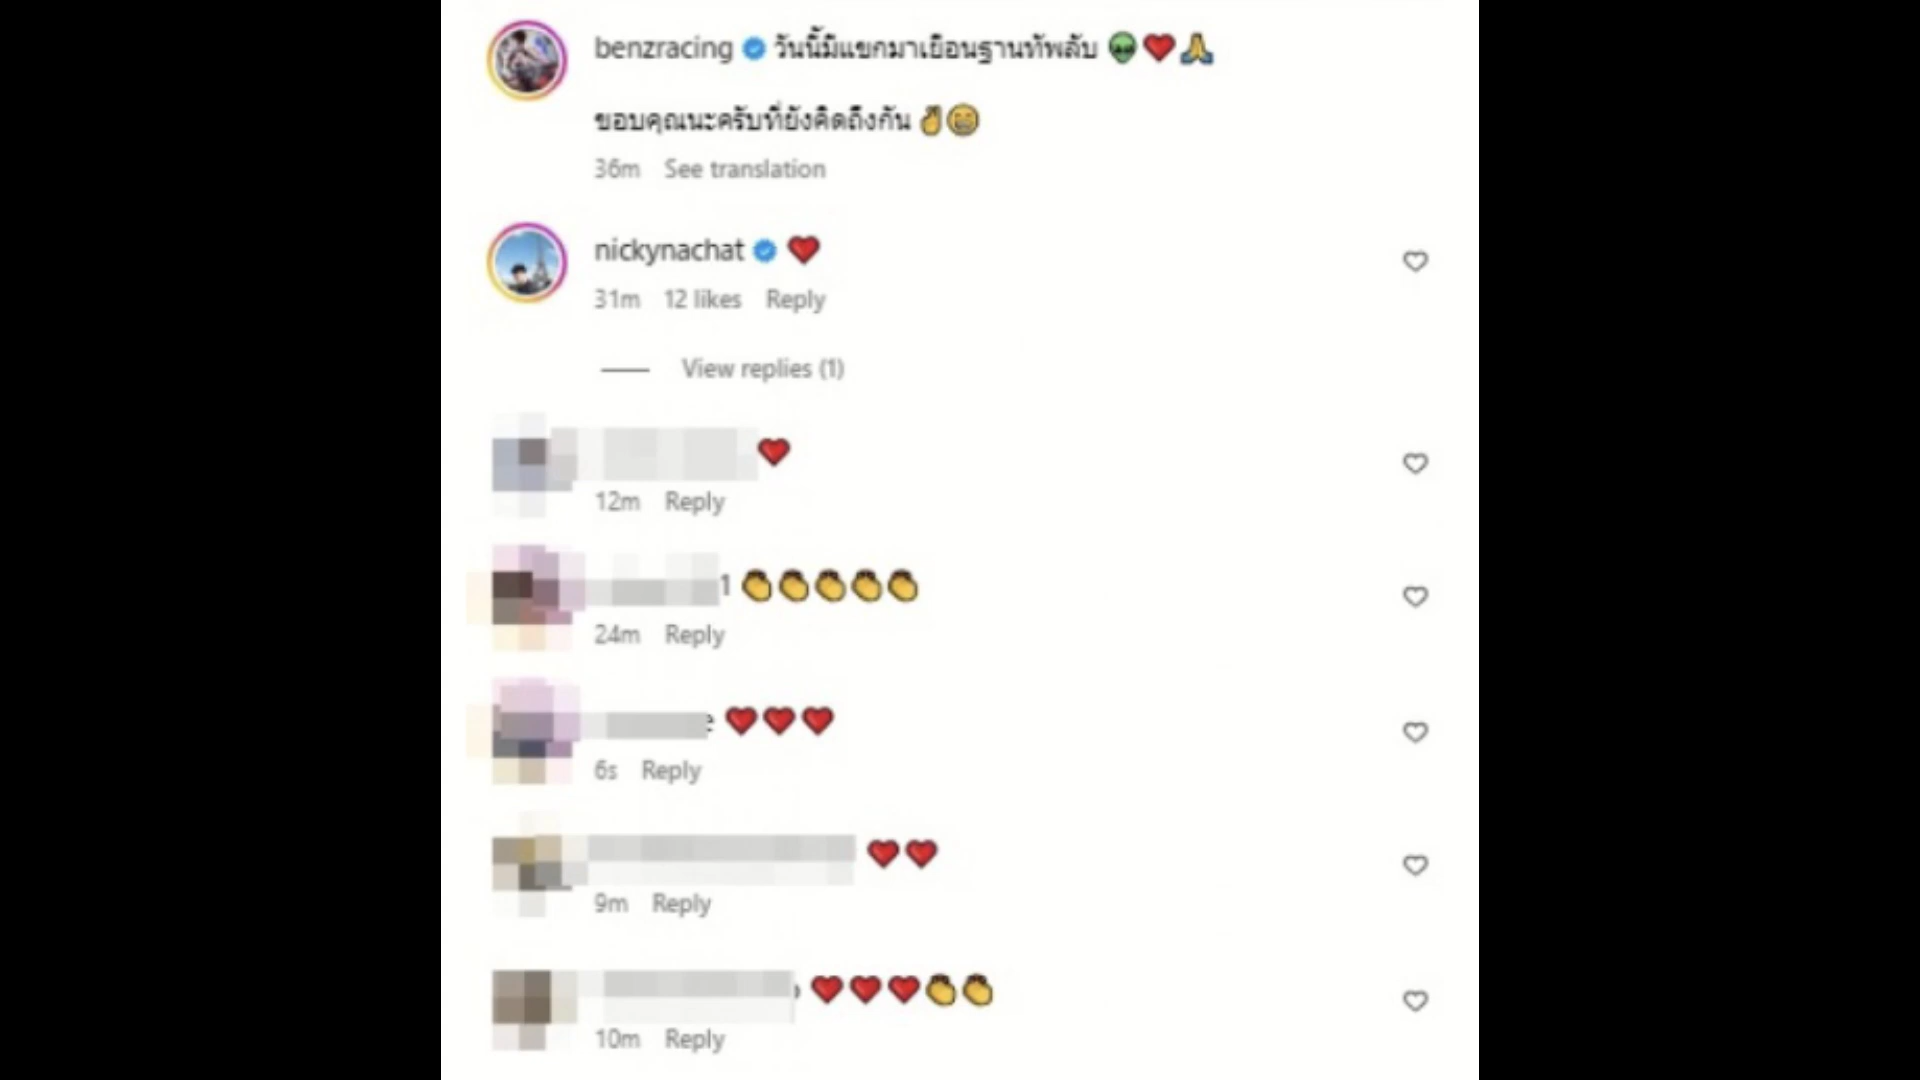 benzracing วันนี้มีแขกมาเยือนฐานทัพลับ 👽❤️🙏
ขอบคุณนะครับที่ยังคิดถึงกัน ✌️😄
36m See translation
nickynachat ❤️
31m 12 likes Reply
View replies (1)
❤️
12m Reply
1 👏👏👏👏👏
24m Reply
e ❤️❤️❤️
6s Reply
❤️❤️
9m Reply
❤️❤️❤️👏👏
10m Reply